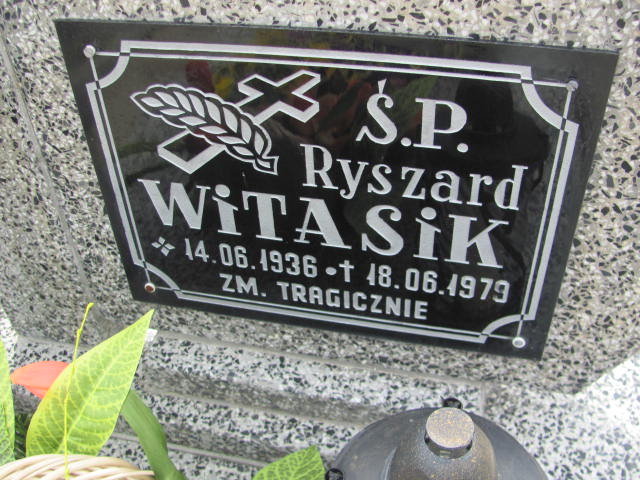 Ś.P.
Ryszard
WiTASiK
14.06.1936 • † 18.06.1979
ZM. TRAGICZNIE